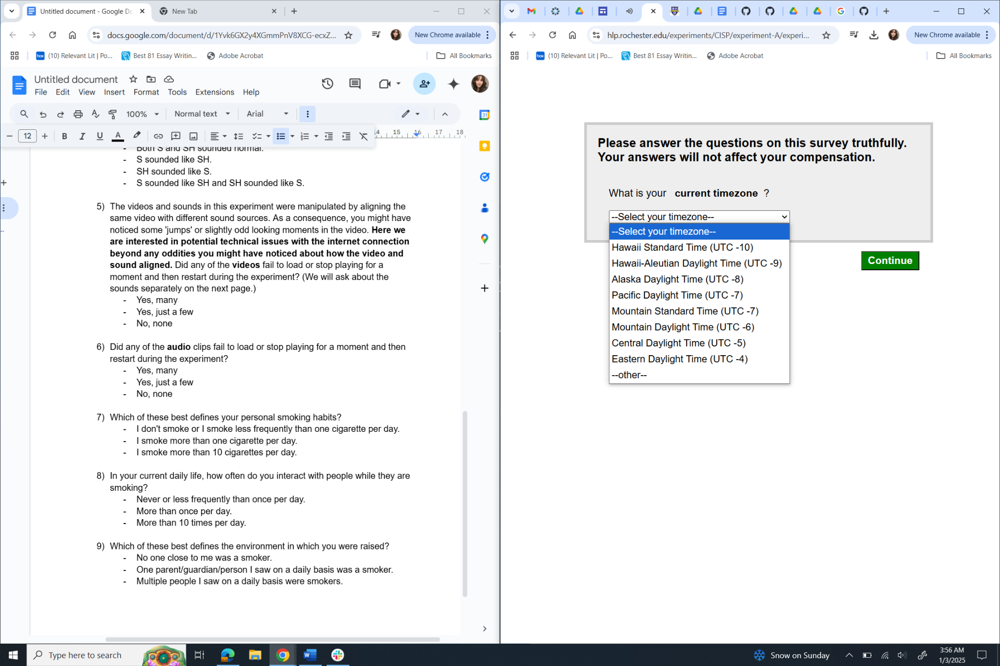 Untitled document - Google Do
New Tab
docs.google.com/document/d/1Yvk6GX2y4XGmmPnV8XCG-ecxZ...
New Chrome available
(10) Relevant Lit | Po...
Best 81 Essay Writin...
Adobe Acrobat
All Bookmarks
Untitled document
File Edit View Insert Format Tools Extensions Help
100% Normal text Arial
12
14 15 16 17 18
31
- Both S and SH sounded normal.
- S sounded like SH.
- SH sounded like S.
- S sounded like SH and SH sounded like S.
5) The videos and sounds in this experiment were manipulated by aligning the
same video with different sound sources. As a consequence, you might have
noticed some 'jumps' or slightly odd looking moments in the video. Here we
are interested in potential technical issues with the internet connection
beyond any oddities you might have noticed about how the video and
sound aligned. Did any of the videos fail to load or stop playing for a
moment and then restart during the experiment? (We will ask about the
sounds separately on the next page.)
- Yes, many
- Yes, just a few
- No, none
6) Did any of the audio clips fail to load or stop playing for a moment and then
restart during the experiment?
- Yes, many
- Yes, just a few
- No, none
7) Which of these best defines your personal smoking habits?
- I don't smoke or I smoke less frequently than one cigarette per day.
- I smoke more than one cigarette per day.
- I smoke more than 10 cigarettes per day.
8) In your current daily life, how often do you interact with people while they are
smoking?
- Never or less frequently than once per day.
- More than once per day.
- More than 10 times per day.
9) Which of these best defines the environment in which you were raised?
- No one close to me was a smoker.
- One parent/guardian/person I saw on a daily basis was a smoker.
- Multiple people I saw on a daily basis were smokers.
hlp.rochester.edu/experiments/CISP/experiment-A/experi...
New Chrome available
(10) Relevant Lit | Po...
Best 81 Essay Writin...
Adobe Acrobat
All Bookmarks
Please answer the questions on this survey truthfully.
Your answers will not affect your compensation.
What is your current timezone ?
--Select your timezone--
--Select your timezone--
Hawaii Standard Time (UTC -10)
Hawaii-Aleutian Daylight Time (UTC -9)
Alaska Daylight Time (UTC -8)
Pacific Daylight Time (UTC -7)
Mountain Standard Time (UTC -7)
Mountain Daylight Time (UTC -6)
Central Daylight Time (UTC -5)
Eastern Daylight Time (UTC -4)
--other--
Continue
Type here to search
Snow on Sunday
3:56 AM
1/3/2025